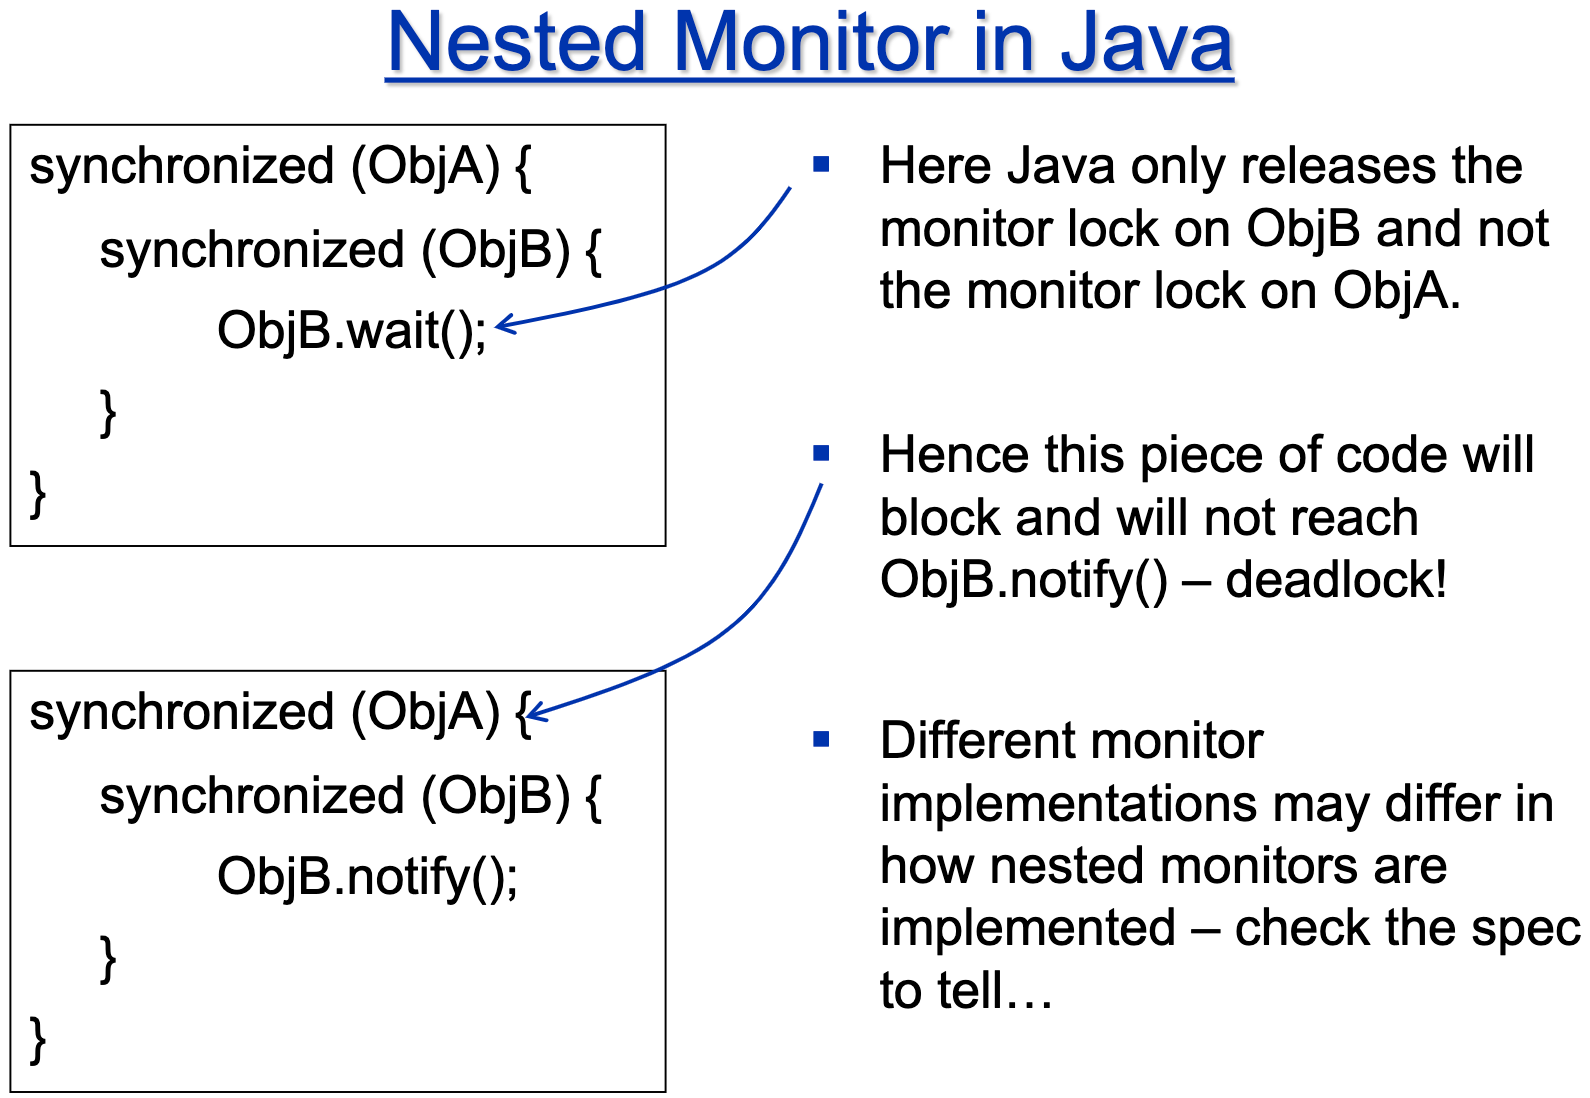 Nested Monitor in Java
synchronized (ObjA) {
synchronized (ObjB) {
ObjB.wait();
}
}
synchronized (ObjA) {
synchronized (ObjB) {
ObjB.notify();
}
}
Here Java only releases the
monitor lock on ObjB and not
the monitor lock on ObjA.
Hence this piece of code will
block and will not reach
ObjB.notify() – deadlock!
Different monitor
implementations may differ in
how nested monitors are
implemented – check the spec
to tell…